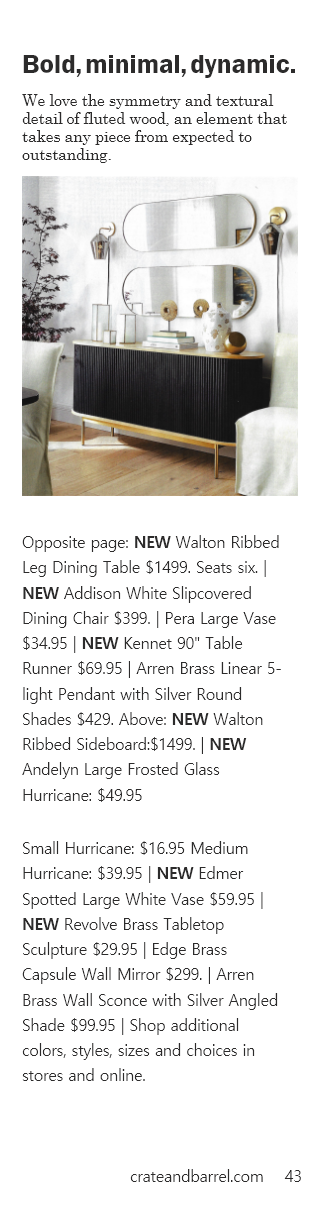 Bold, minimal, dynamic.
We love the symmetry and textural
detail of fluted wood, an element that
takes any piece from expected to
outstanding.
Opposite page: NEW Walton Ribbed
Leg Dining Table $1499. Seats six. |
NEW Addison White Slipcovered
Dining Chair $399. | Pera Large Vase
$34.95 | NEW Kennet 90" Table
Runner $69.95 | Arren Brass Linear 5-
light Pendant with Silver Round
Shades $429. Above: NEW Walton
Ribbed Sideboard:$1499. | NEW
Andelyn Large Frosted Glass
Hurricane: $49.95
Small Hurricane: $16.95 Medium
Hurricane: $39.95 | NEW Edmer
Spotted Large White Vase $59.95 |
NEW Revolve Brass Tabletop
Sculpture $29.95 | Edge Brass
Capsule Wall Mirror $299. | Arren
Brass Wall Sconce with Silver Angled
Shade $99.95 | Shop additional
colors, styles, sizes and choices in
stores and online.
crateandbarrel.com 43